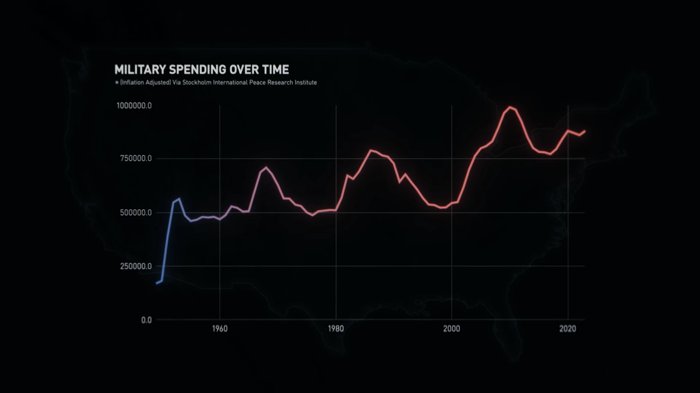 MILITARY SPENDING OVER TIME
* (Inflation Adjusted) Via Stockholm International Peace Research Institute
1000000.0
750000.0
500000.0
250000.0
0.0
1960 1980 2000 2020